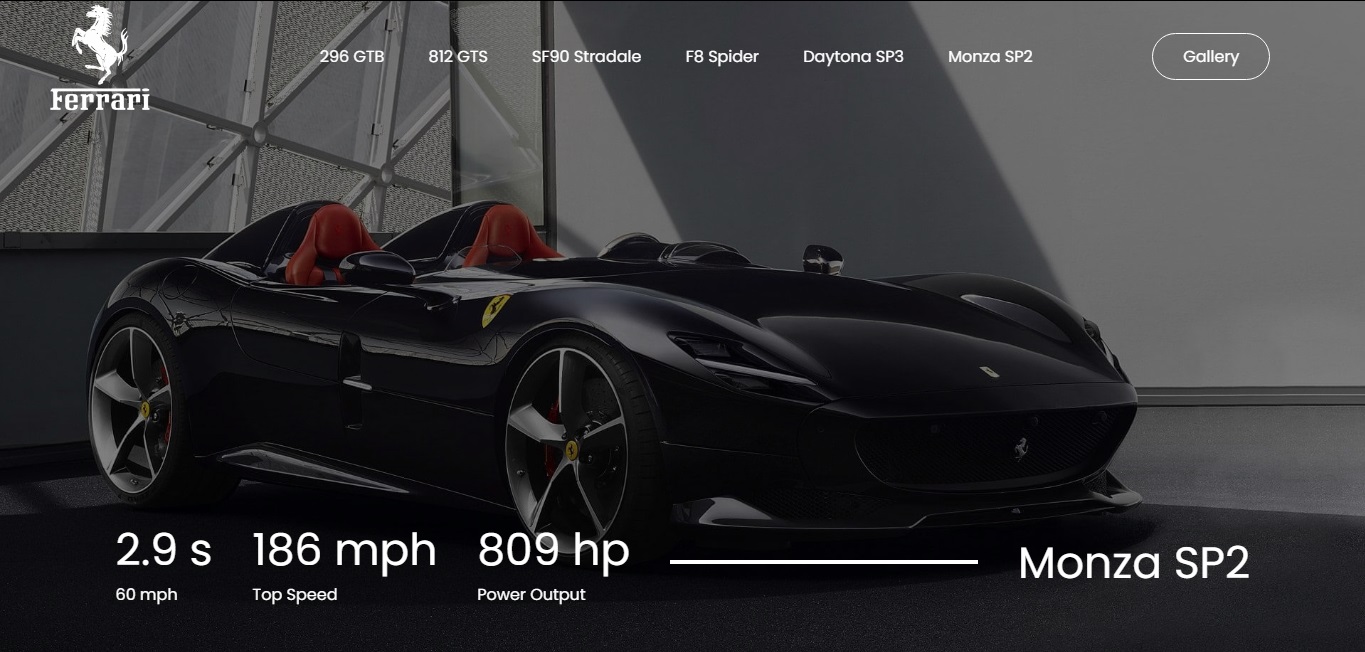 Ferrari
296 GTB 812 GTS SF90 Stradale F8 Spider Daytona SP3 Monza SP2 Gallery
2.9 s 186 mph 809 hp Monza SP2
60 mph Top Speed Power Output